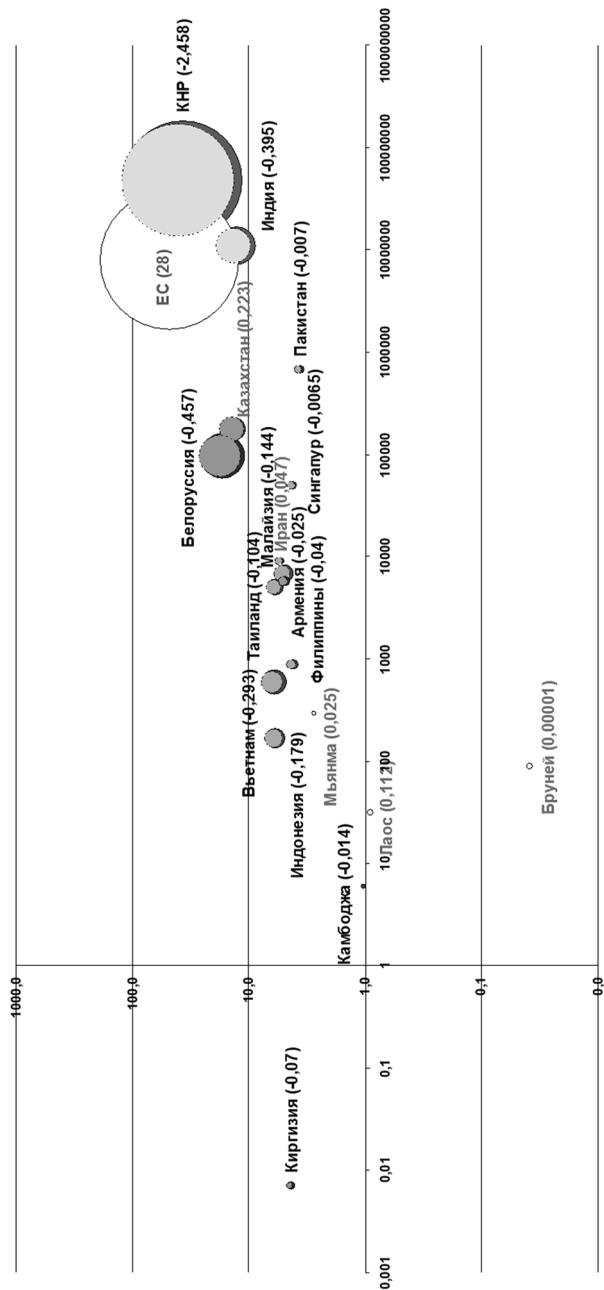 1000,0
100,0
10,0
1,0
0,1
0,0
0,001
0,01
0,1
1
10
100
1000
10000
100000
1000000
10000000
100000000
1000000000
КНР (-2,458)
ЕС (28)
Индия (-0,395)
Казахстан (0,223)
Пакистан (-0,007)
Белоруссия (-0,457)
Малайзия (-0,144)
Иран (0,047)
Сингапур (-0,0065)
Таиланд (-0,104)
Армения (-0,025)
Филиппины (-0,04)
Вьетнам (-0,293)
Индонезия (-0,179)
Мьянма (0,025)
Лаос
Камбоджа (-0,014)
Бруней (0,00001)
Киргизия (-0,07)